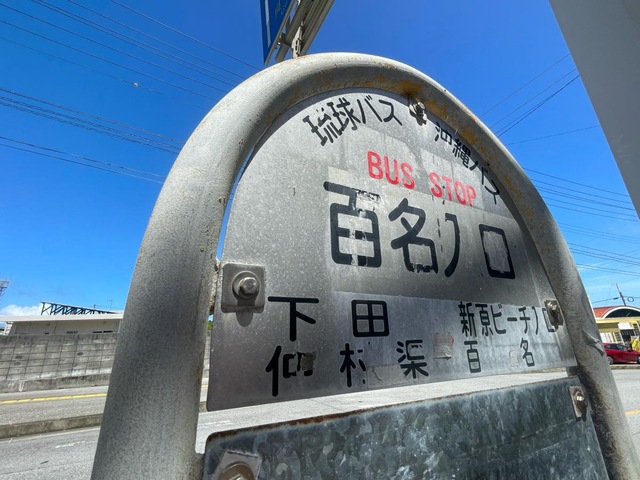 琉球バス 沖縄バス
BUS STOP
百名入口
下田 新原ビーチ入口
仲村渠 百名